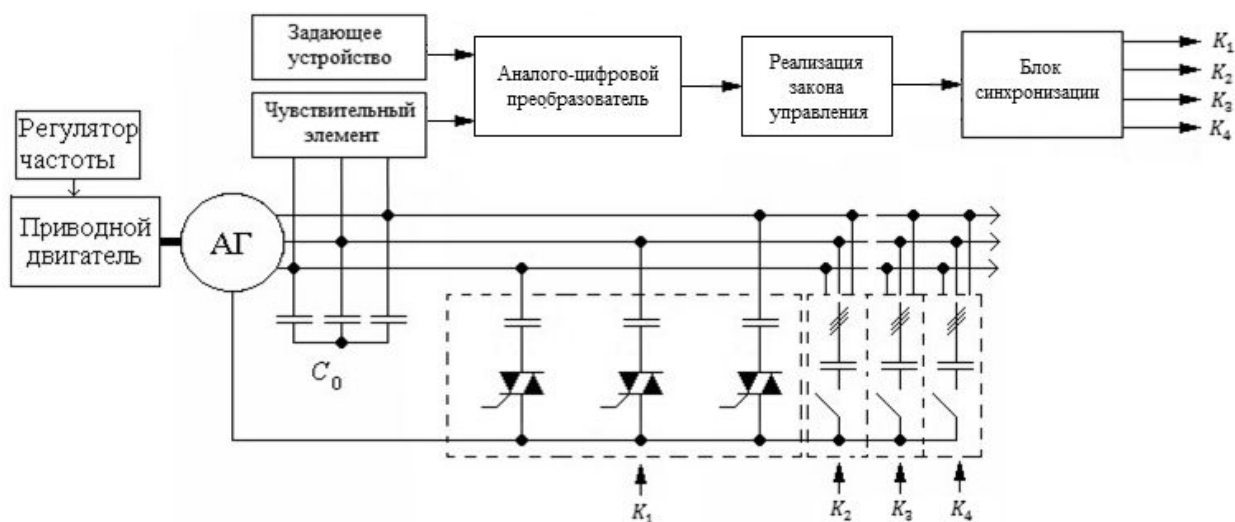 Задающее
устройство
Чувствительный
элемент
Аналого-цифровой
преобразователь
Реализация
закона
управления
Блок
синхронизации
K₁
K₂
K₃
K₄
Регулятор
частоты
Приводной
двигатель
АГ
C₀
K₁
K₂
K₃
K₄